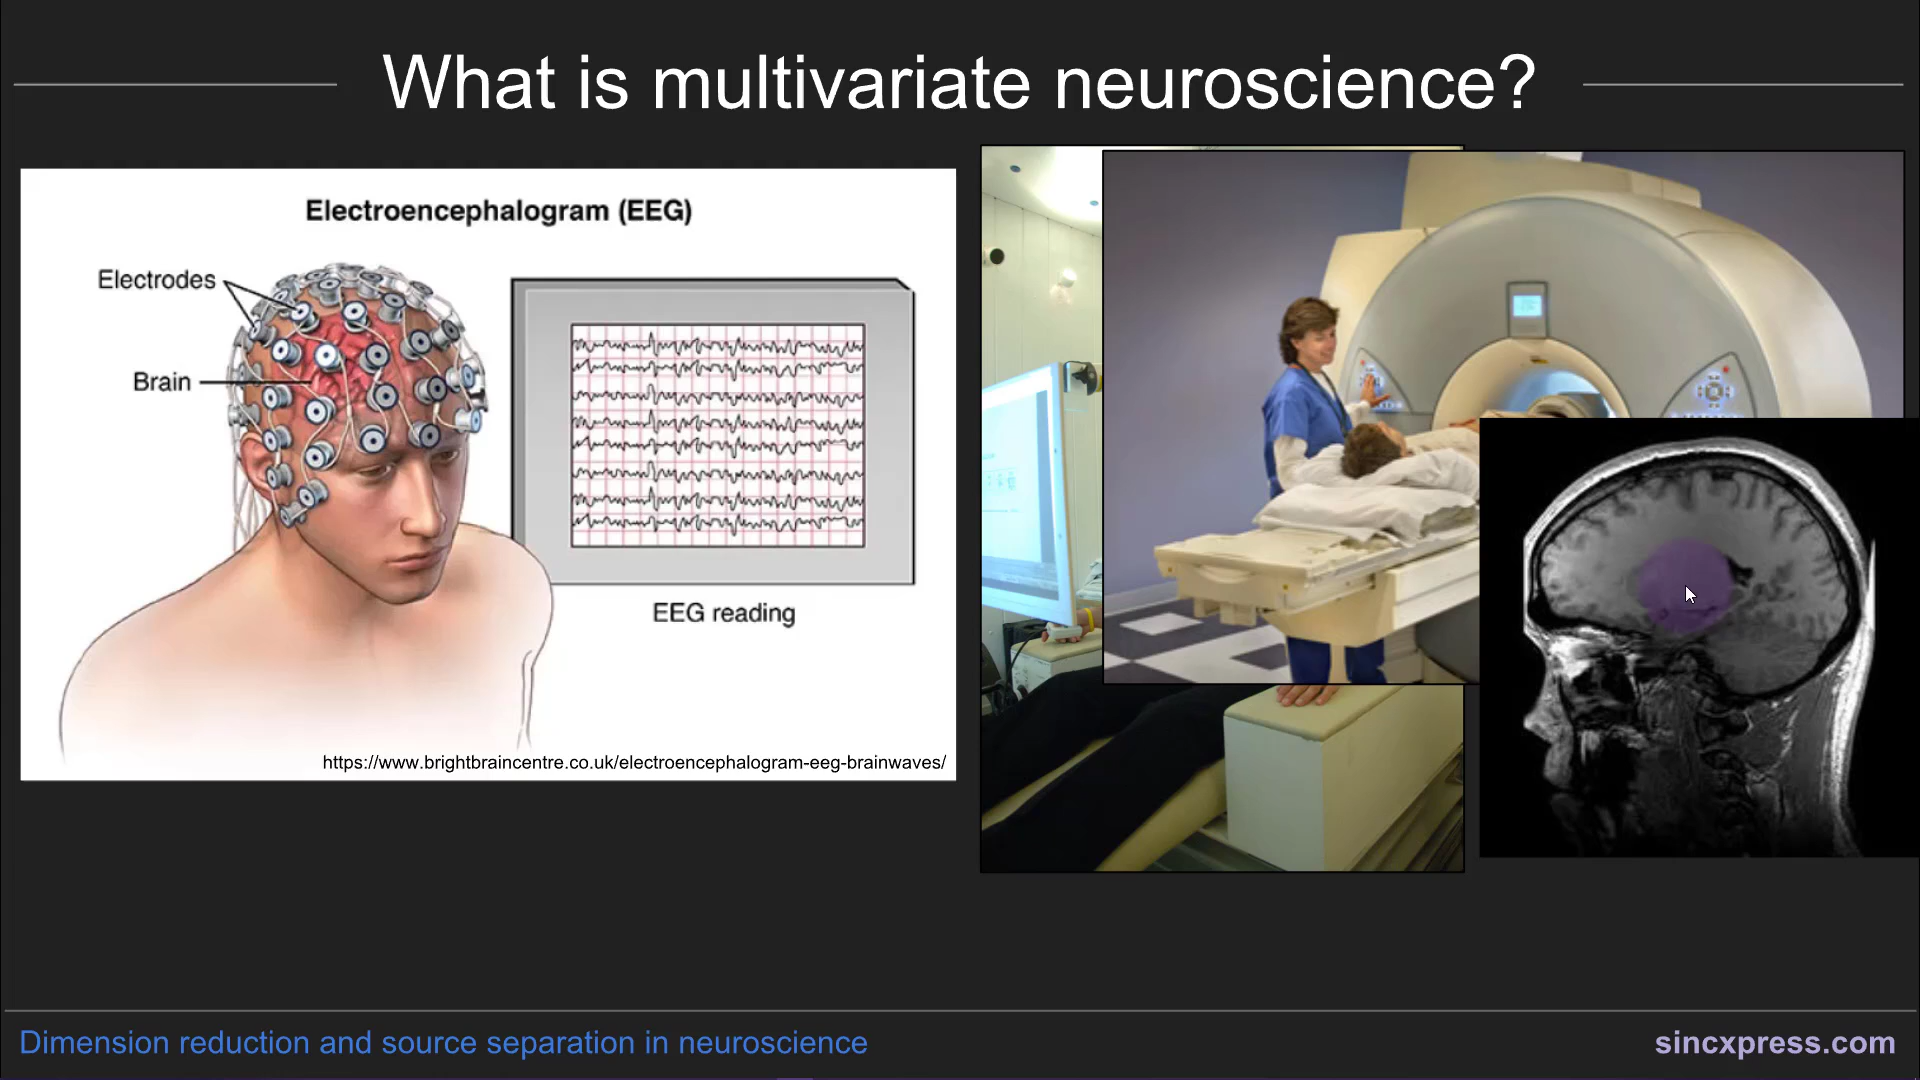 What is multivariate neuroscience?
Electroencephalogram (EEG)
Electrodes
Brain
EEG reading
https://www.brightbraincentre.co.uk/electroencephalogram-eeg-brainwaves/
Dimension reduction and source separation in neuroscience
sincxpress.com